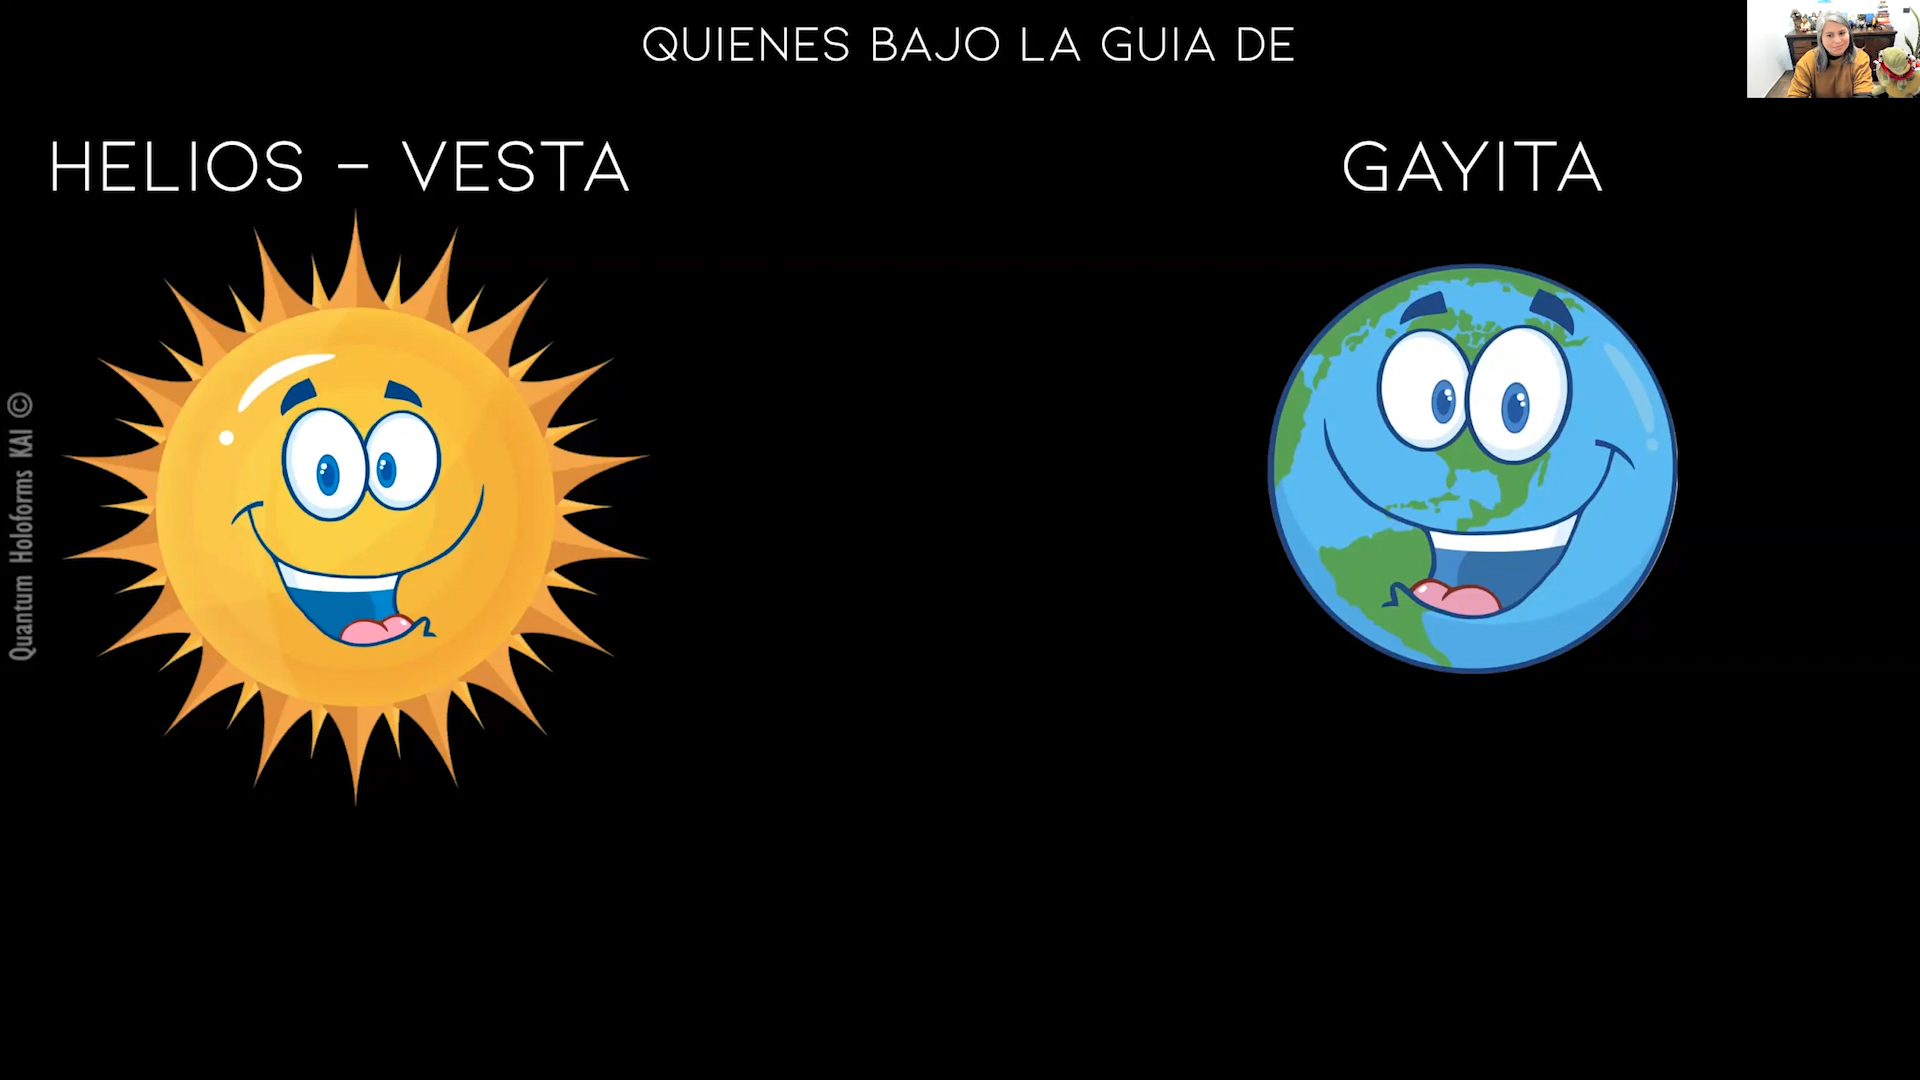 QUIENES BAJO LA GUIA DE
HELIOS - VESTA
GAYITA
Quantum Holoforms KAI ©